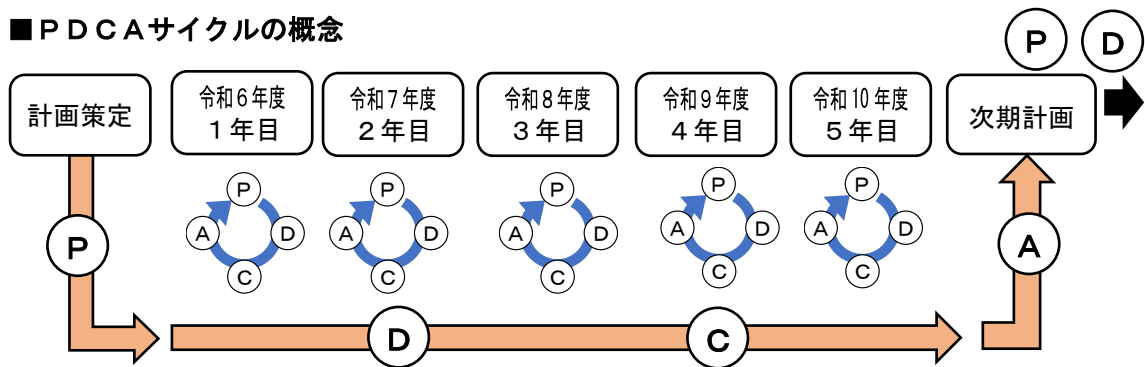 ■ＰＤＣＡサイクルの概念
P D
計画策定
令和６年度
１年目
令和７年度
２年目
令和８年度
３年目
令和９年度
４年目
令和10年度
５年目
次期計画
P
D
C
A
P
D
C
A
P
D
C
A
P
D
C
A
P
D
C
A
P
D
C
A